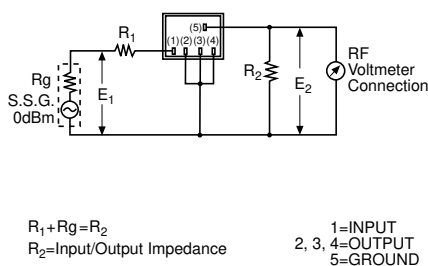 (5)
R1
(1) (2) (3) (4)
RF
Voltmeter
Connection
R2
Rg
E1
E2
S.S.G.
0dBm
R1+Rg=R2
R2=Input/Output Impedance
1=INPUT
2, 3, 4=OUTPUT
5=GROUND